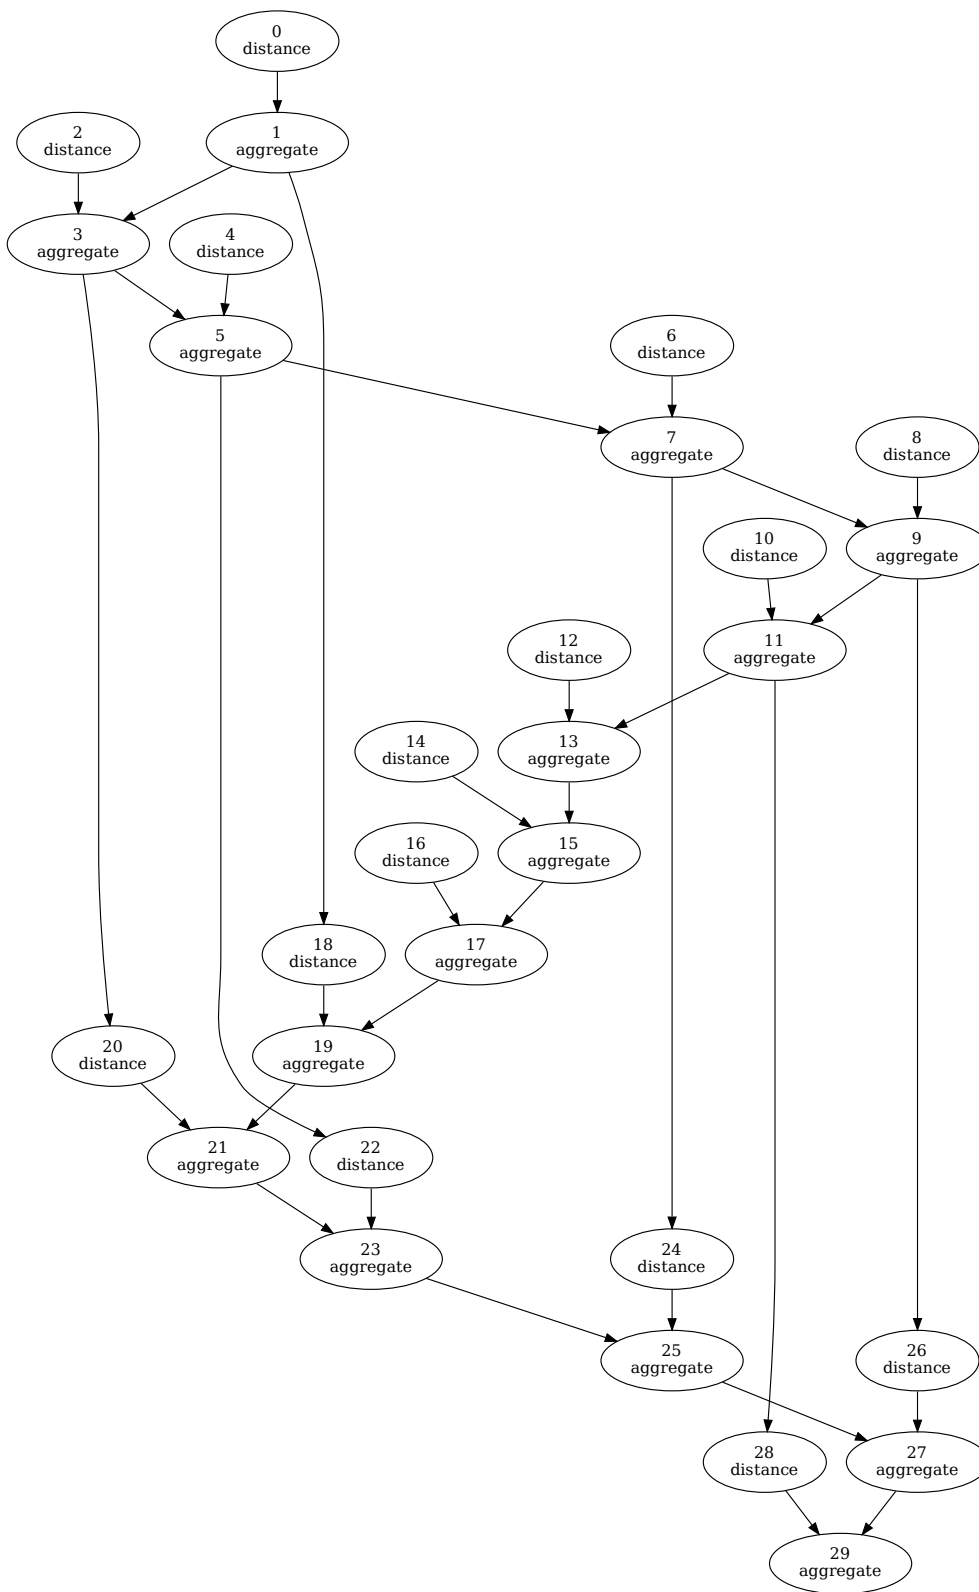 0
distance
2
distance
1
aggregate
3
aggregate
4
distance
5
aggregate
6
distance
7
aggregate
8
distance
10
distance
9
aggregate
12
distance
11
aggregate
14
distance
13
aggregate
16
distance
15
aggregate
18
distance
17
aggregate
20
distance
19
aggregate
21
aggregate
22
distance
23
aggregate
24
distance
25
aggregate
26
distance
28
distance
27
aggregate
29
aggregate